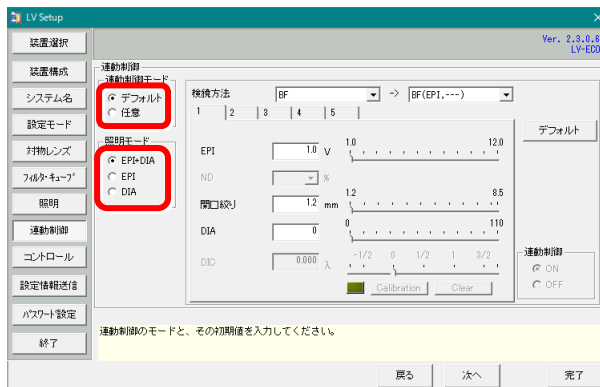 LV Setup
Ver. 2.3.0.6
LV-ECO
装置選択
装置構成
システム名
設定モード
対物レンズ
フィルタ・キューブ
照明
連動制御
コントロール
設定情報送信
パスワード設定
終了
連動制御
連動制御モード
デフォルト
任意
照明モード
EPI+DIA
EPI
DIA
検鏡方法 BF -> BF(EPI,---)
1 2 3 4 5
EPI 1.0 V 1.0 12.0
ND %
開口絞り 1.2 mm 1.2 8.5
DIA 0 0 110
DIC 0.000 λ -1/2 0 1/2 1 3/2
Calibration Clear
デフォルト
連動制御
ON
OFF
連動制御のモードと、その初期値を入力してください。
戻る 次へ 完了